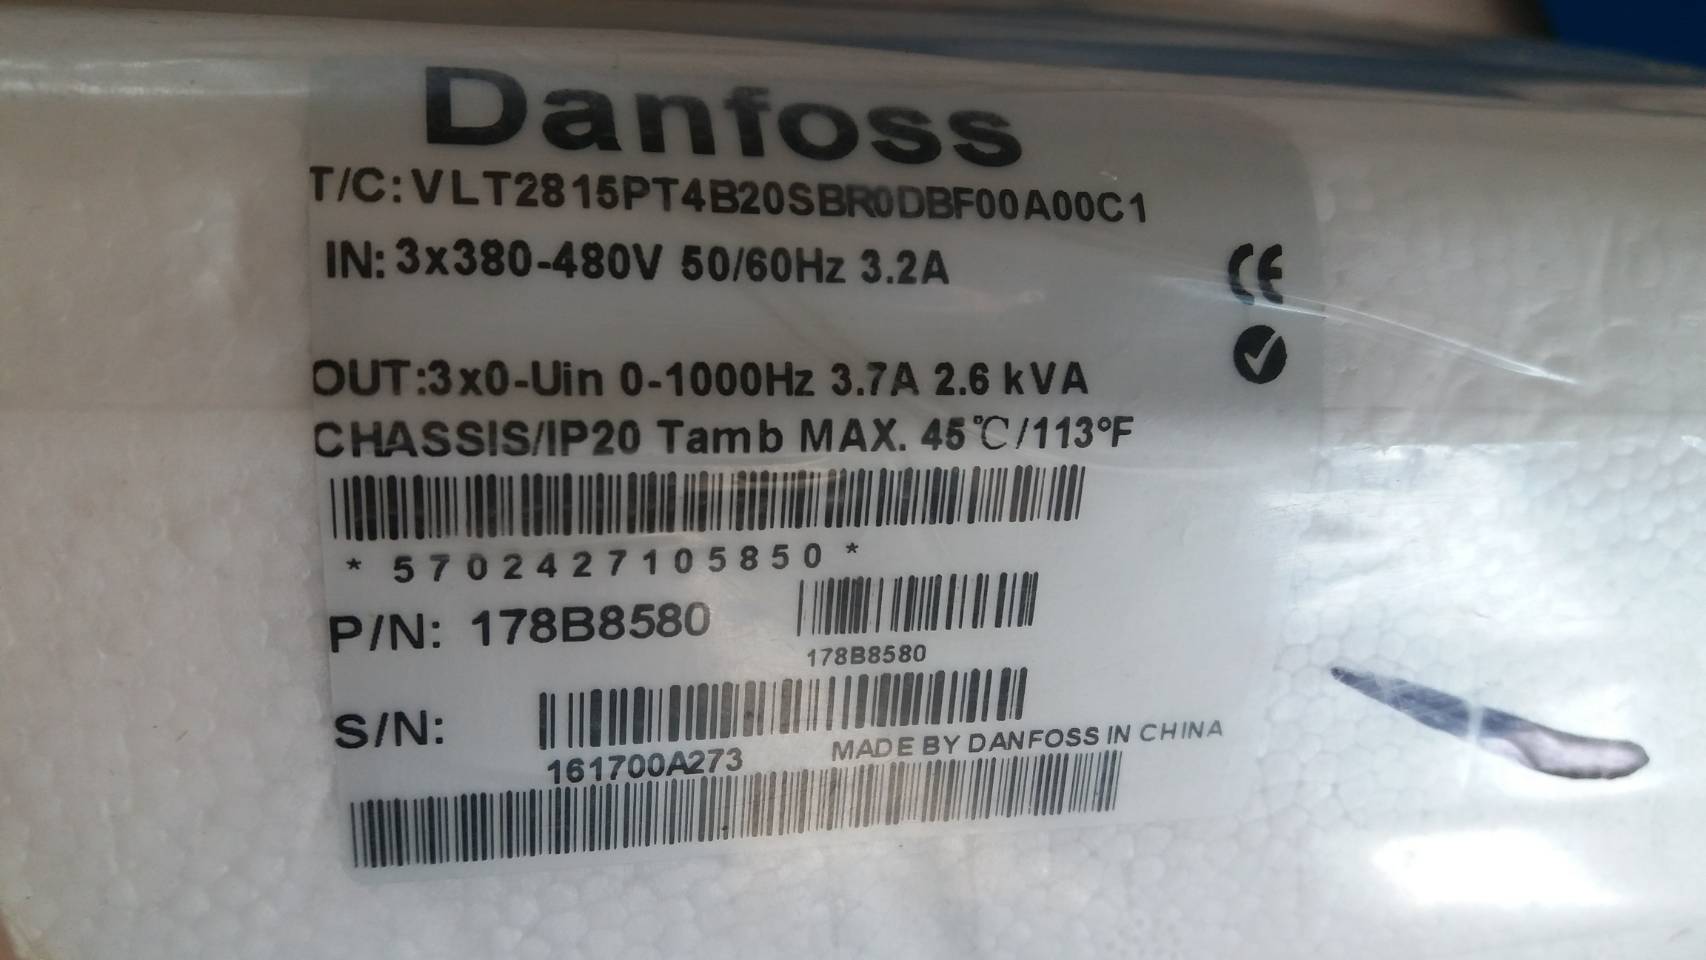 Danfoss
T/C: VLT2815PT4B20SBR0DBF00A00C1
IN: 3x380-480V 50/60Hz 3.2A
CE
OUT:3x0-Uin 0-1000Hz 3.7A 2.6 kVA
CHASSIS/IP20 Tamb MAX. 45℃/113°F
* 5702427105850 *
P/N: 178B8580
178B8580
S/N:
161700A273
MADE BY DANFOSS IN CHINA